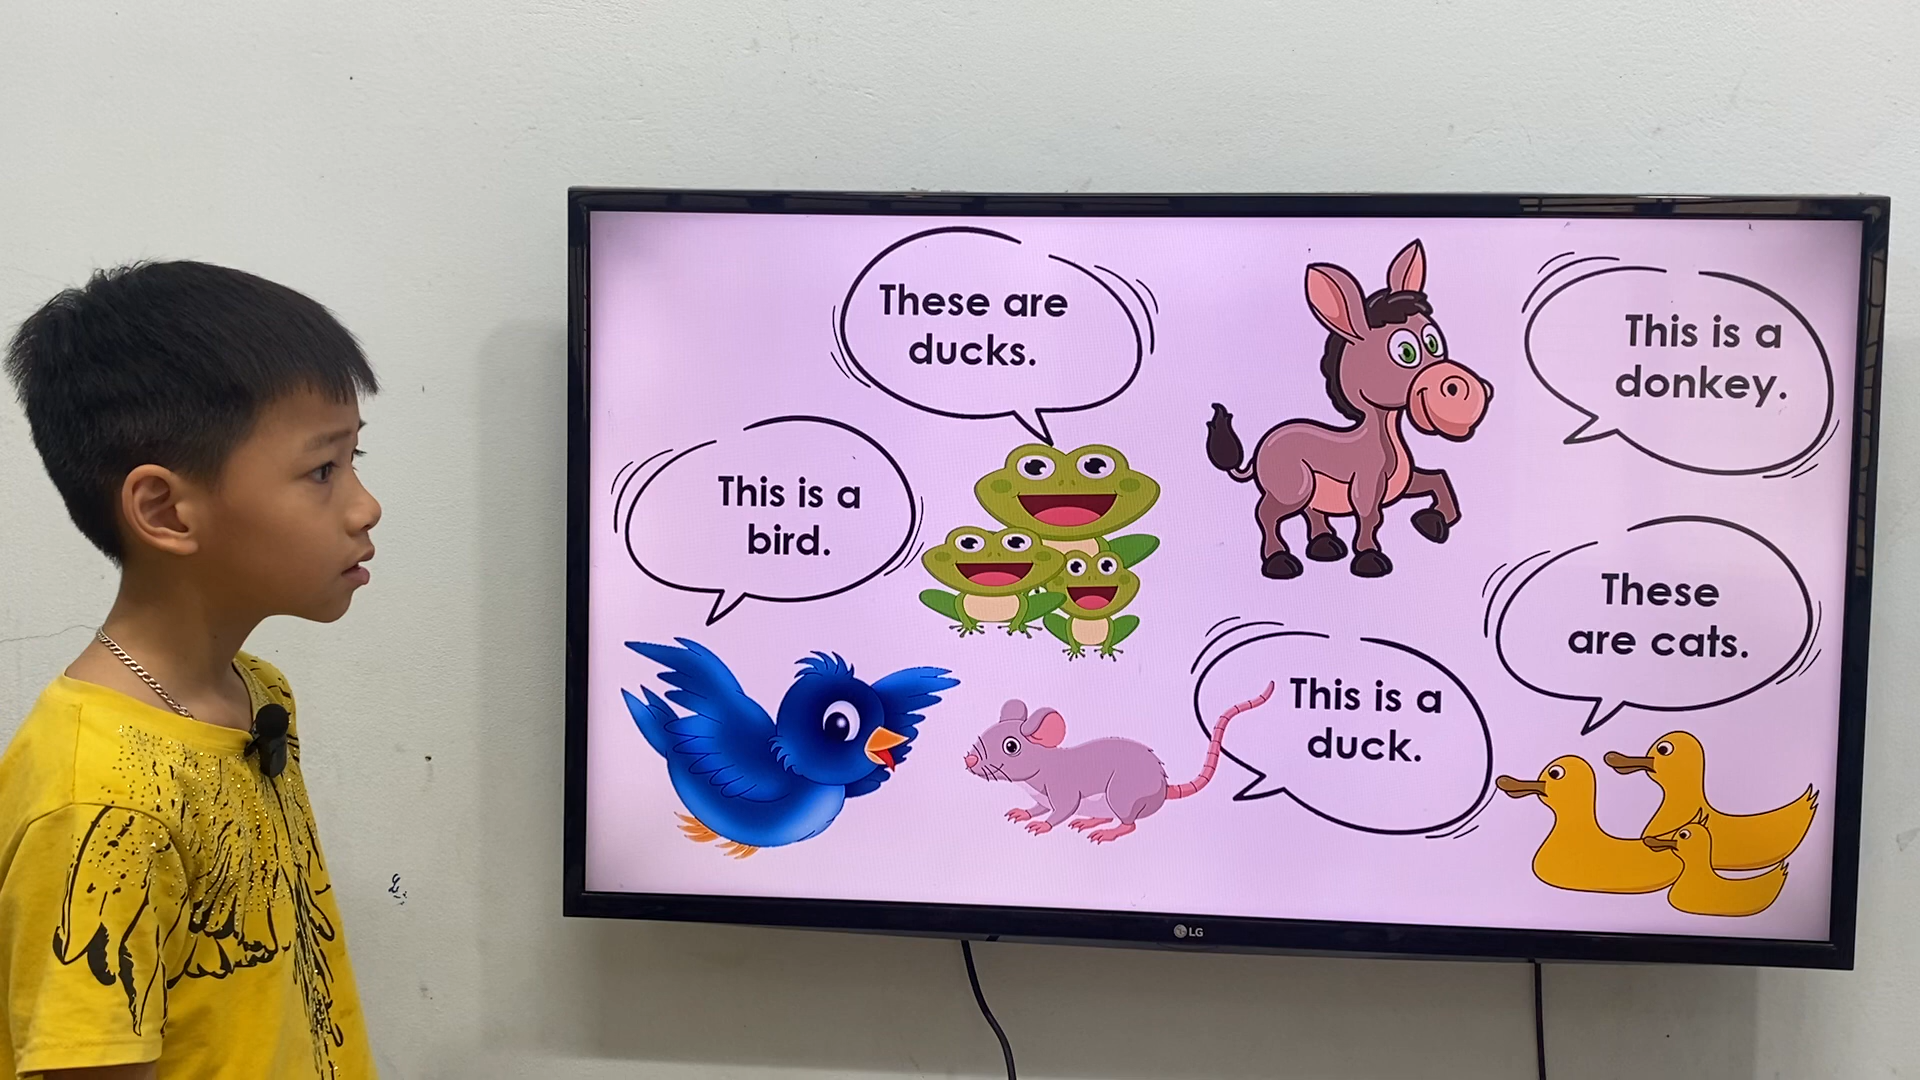 These are
ducks.
This is a
donkey.
This is a
bird.
These
are cats.
This is a
duck.
LG